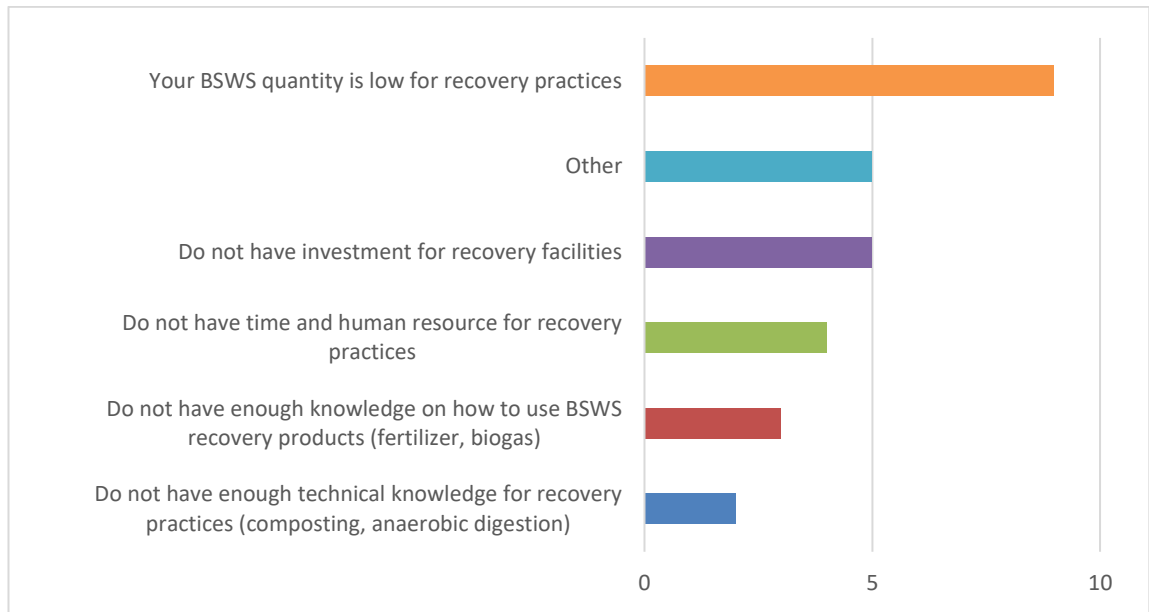 Your BSWS quantity is low for recovery practices
Other
Do not have investment for recovery facilities
Do not have time and human resource for recovery
practices
Do not have enough knowledge on how to use BSWS
recovery products (fertilizer, biogas)
Do not have enough technical knowledge for recovery
practices (composting, anaerobic digestion)
0 5 10